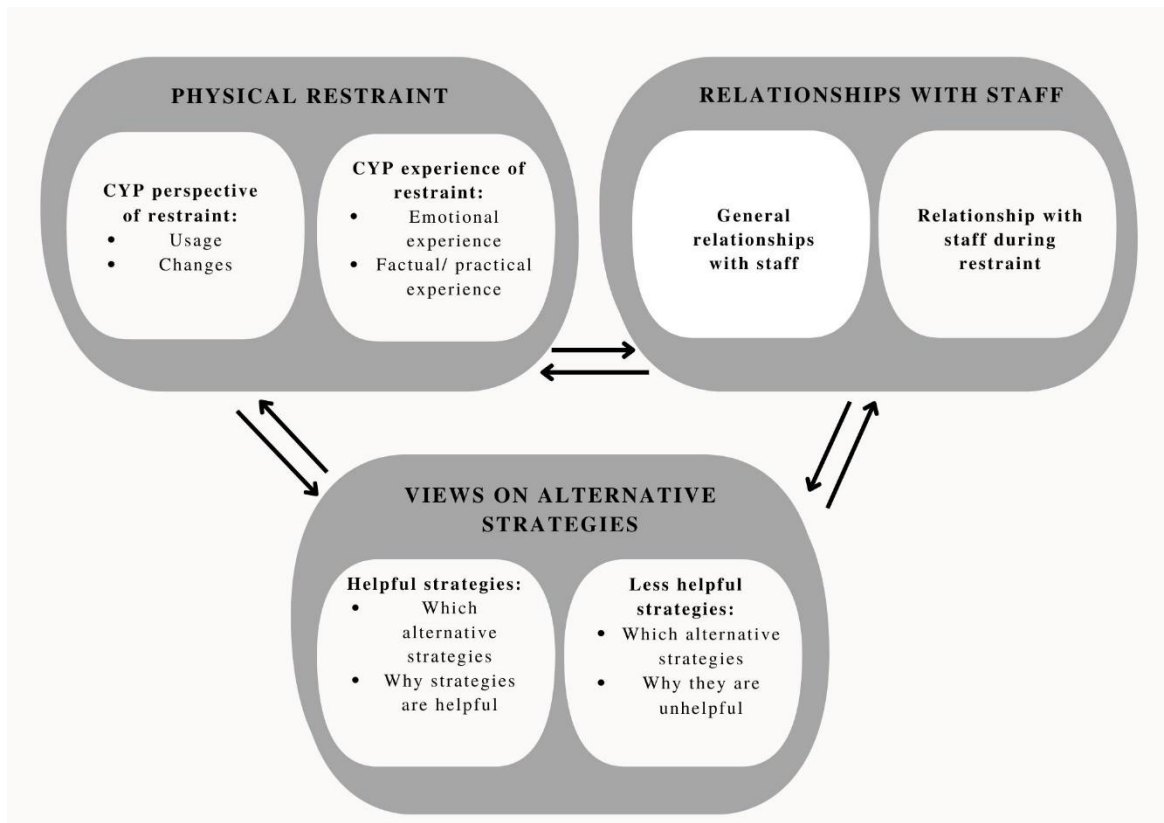 PHYSICAL RESTRAINT
CYP perspective
of restraint:
• Usage
• Changes
CYP experience of
restraint:
• Emotional
experience
• Factual/ practical
experience
RELATIONSHIPS WITH STAFF
General
relationships
with staff
Relationship with
staff during
restraint
VIEWS ON ALTERNATIVE
STRATEGIES
Helpful strategies:
• Which
alternative
strategies
• Why strategies
are helpful
Less helpful
strategies:
• Which alternative
strategies
• Why they are
unhelpful